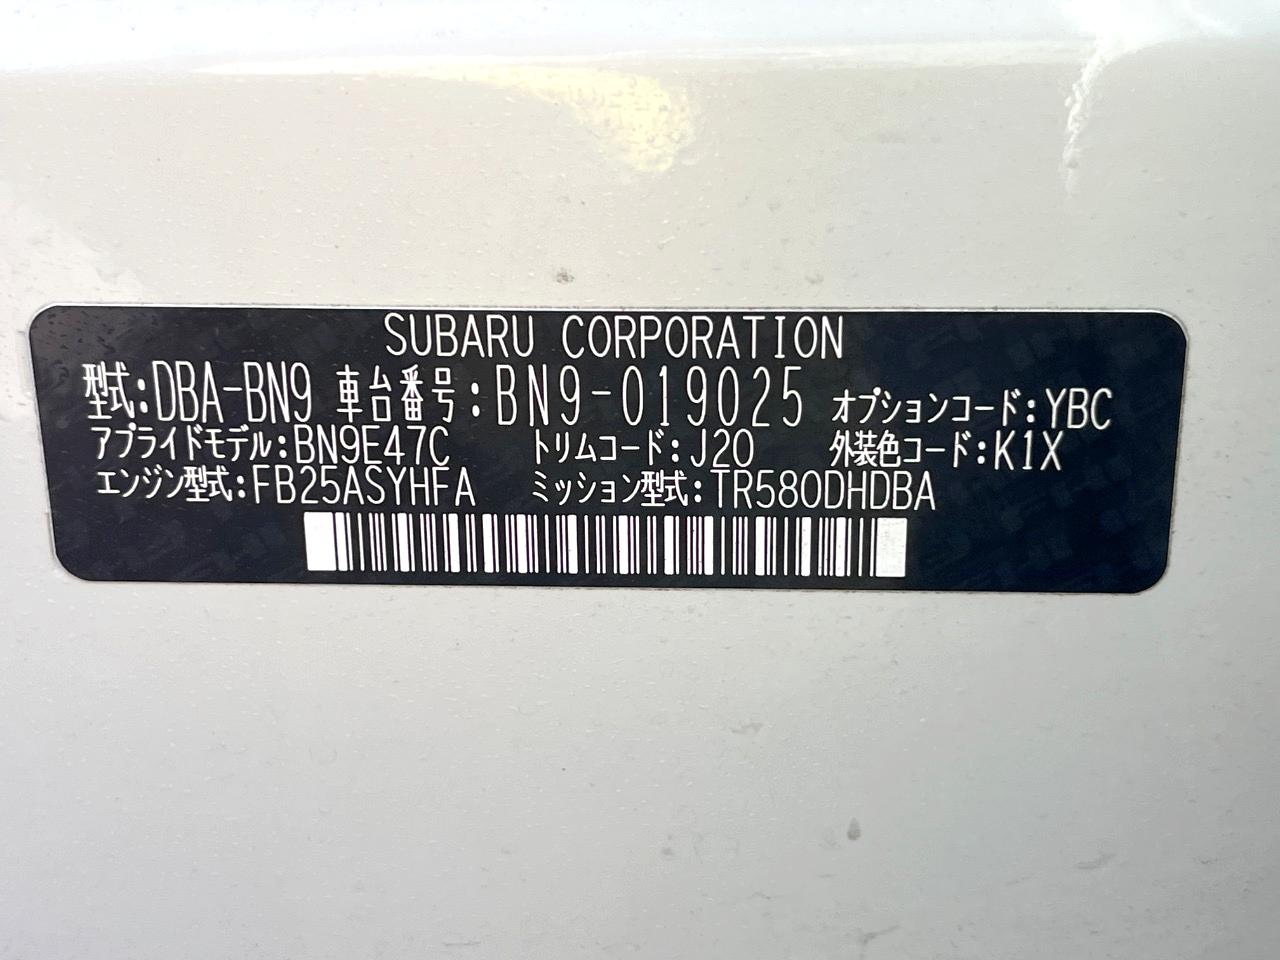 SUBARU CORPORATION
型式:DBA-BN9 車台番号:BN9-019025 オプションコード:YBC
アプライドモデル:BN9E47C トリムコード:J20 外装色コード:K1X
エンジン型式:FB25ASYHFA ミッション型式:TR580DHDBA